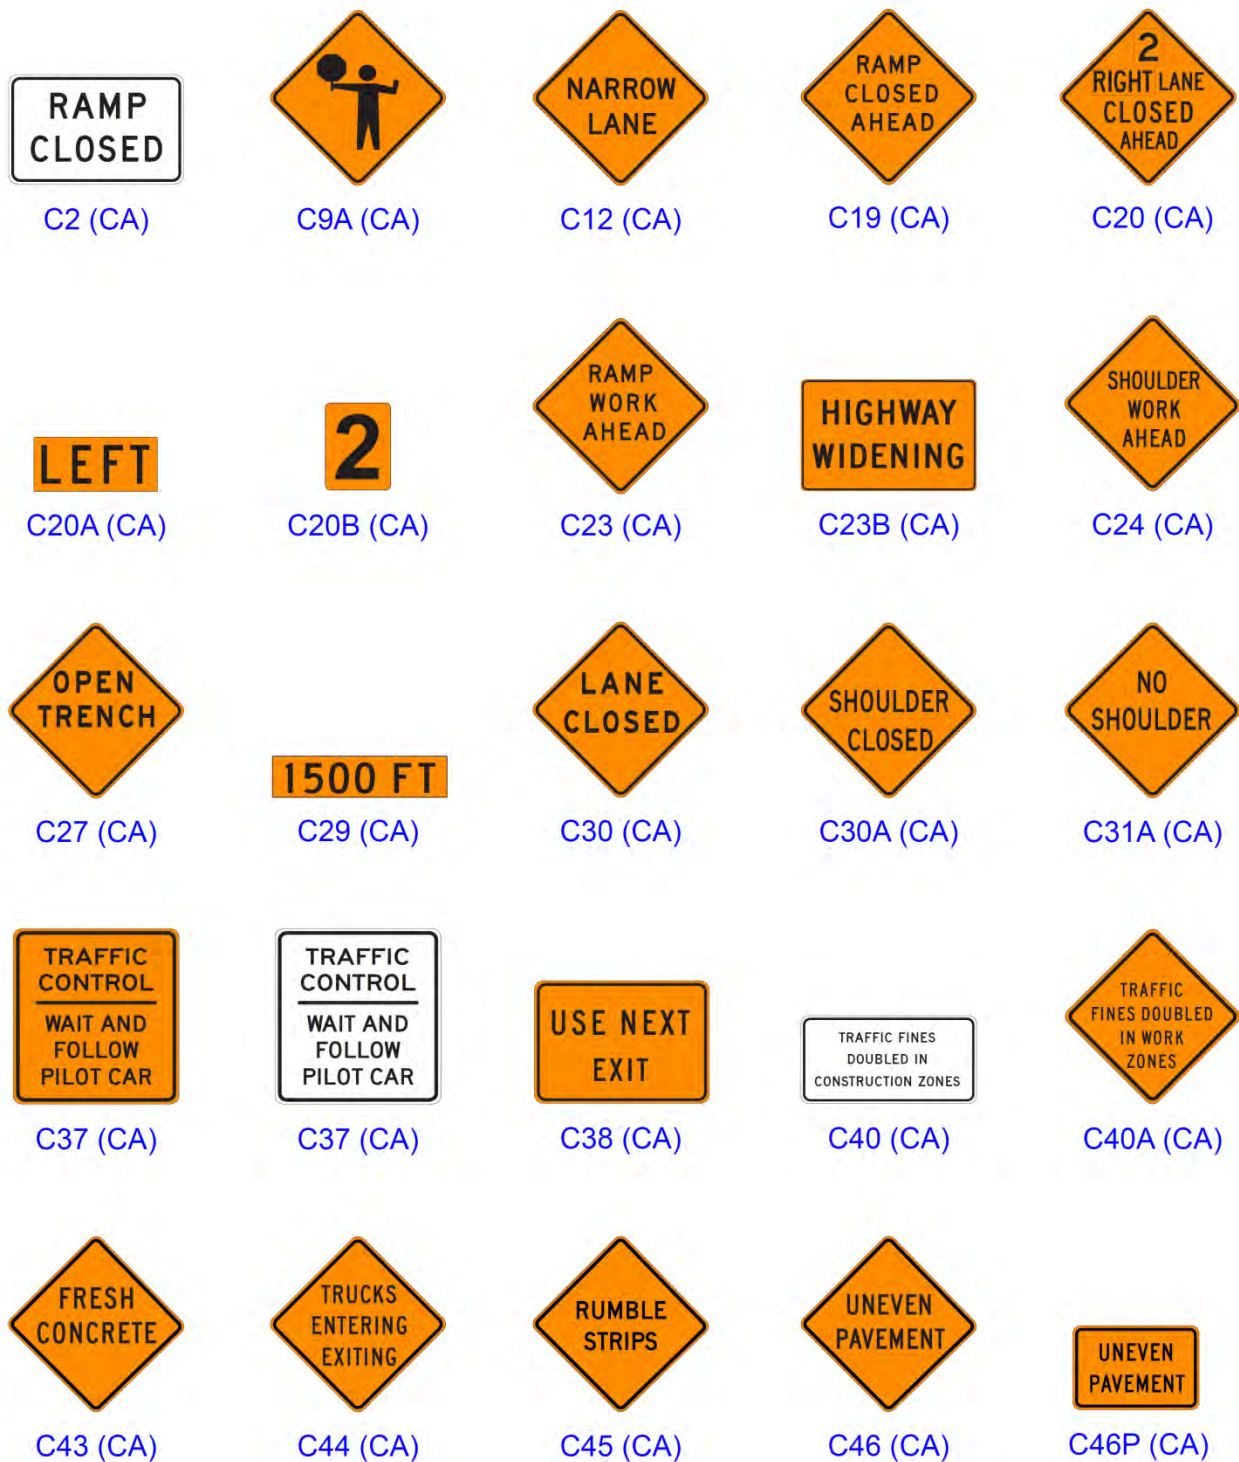 RAMP
CLOSED
C2 (CA)
C9A (CA)
NARROW
LANE
C12 (CA)
RAMP
CLOSED
AHEAD
C19 (CA)
2
RIGHT LANE
CLOSED
AHEAD
C20 (CA)
LEFT
C20A (CA)
2
C20B (CA)
RAMP
WORK
AHEAD
C23 (CA)
HIGHWAY
WIDENING
C23B (CA)
SHOULDER
WORK
AHEAD
C24 (CA)
OPEN
TRENCH
C27 (CA)
1500 FT
C29 (CA)
LANE
CLOSED
C30 (CA)
SHOULDER
CLOSED
C30A (CA)
NO
SHOULDER
C31A (CA)
TRAFFIC
CONTROL
WAIT AND
FOLLOW
PILOT CAR
C37 (CA)
TRAFFIC
CONTROL
WAIT AND
FOLLOW
PILOT CAR
C37 (CA)
USE NEXT
EXIT
C38 (CA)
TRAFFIC FINES
DOUBLED IN
CONSTRUCTION ZONES
C40 (CA)
TRAFFIC
FINES DOUBLED
IN WORK
ZONES
C40A (CA)
FRESH
CONCRETE
C43 (CA)
TRUCKS
ENTERING
EXITING
C44 (CA)
RUMBLE
STRIPS
C45 (CA)
UNEVEN
PAVEMENT
C46 (CA)
UNEVEN
PAVEMENT
C46P (CA)